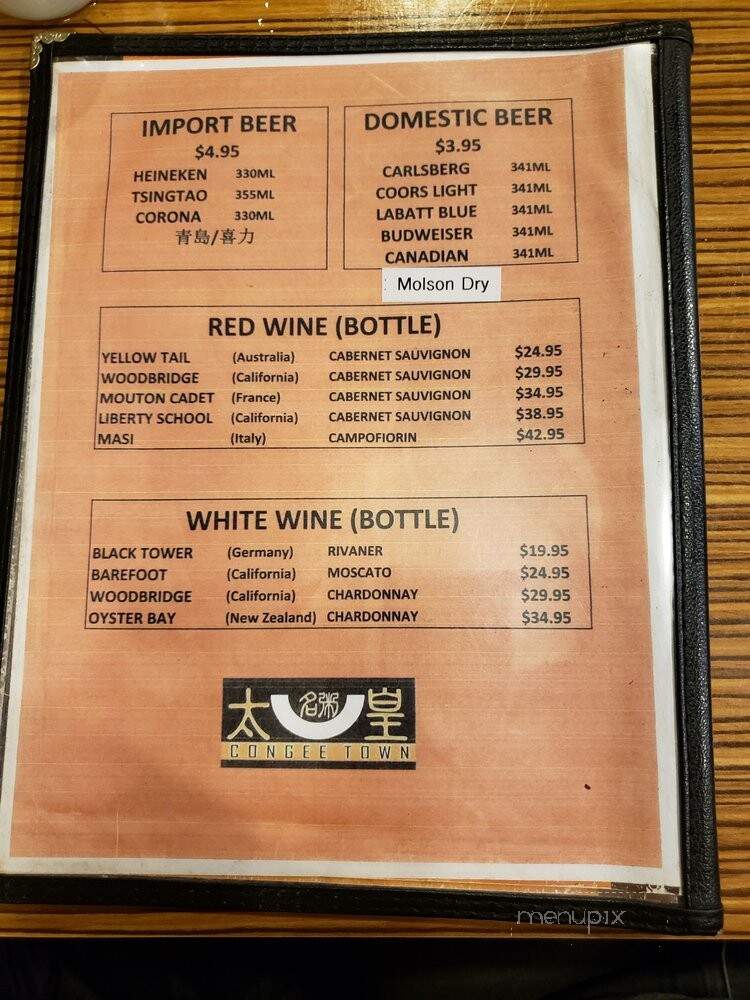 IMPORT BEER
$4.95
HEINEKEN 330ML
TSINGTAO 355ML
CORONA 330ML
青島/喜力
DOMESTIC BEER
$3.95
CARLSBERG 341ML
COORS LIGHT 341ML
LABATT BLUE 341ML
BUDWEISER 341ML
CANADIAN 341ML
Molson Dry
RED WINE (BOTTLE)
YELLOW TAIL (Australia) CABERNET SAUVIGNON $24.95
WOODBRIDGE (California) CABERNET SAUVIGNON $29.95
MOUTON CADET (France) CABERNET SAUVIGNON $34.95
LIBERTY SCHOOL (California) CABERNET SAUVIGNON $38.95
MASI (Italy) CAMPOFIORIN $42.95
WHITE WINE (BOTTLE)
BLACK TOWER (Germany) RIVANER $19.95
BAREFOOT (California) MOSCATO $24.95
WOODBRIDGE (California) CHARDONNAY $29.95
OYSTER BAY (New Zealand) CHARDONNAY $34.95
太名粥皇
CONGEE TOWN
menupix